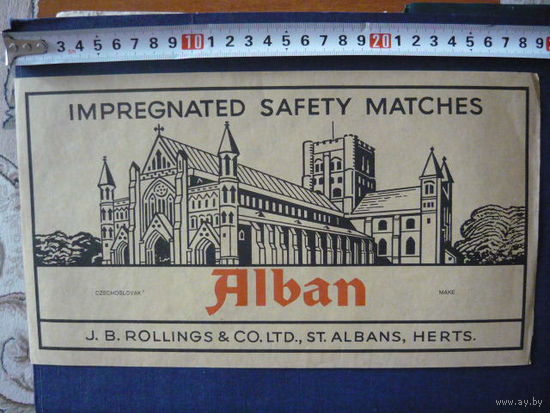 3 4 5 6 7 8 9 10 1 2 3 4 5 6 7 8 9 20 1 2 3 4 5 6 7 8 9
IMPREGNATED SAFETY MATCHES
CZECHOSLOVAK
Alban
MAKE
J. B. ROLLINGS & CO. LTD., ST. ALBANS, HERTS.
www.ay.by